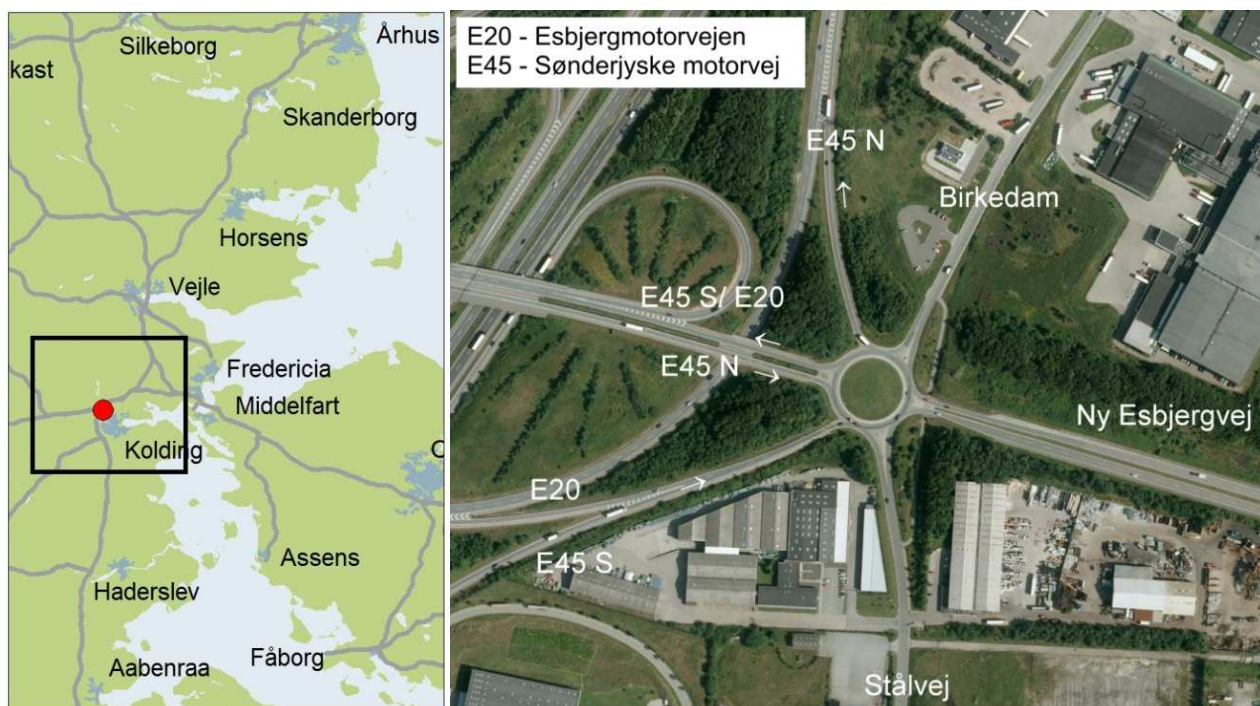 Silkeborg
Århus
kast
Skanderborg
Horsens
Vejle
Fredericia
Middelfart
Kolding
Assens
Haderslev
Fåborg
Aabenraa
E20 - Esbjergmotorvejen
E45 - Sønderjyske motorvej
E45 N
Birkedam
E45 S/ E20
E45 N
Ny Esbjergvej
E20
E45 S
Stålvej